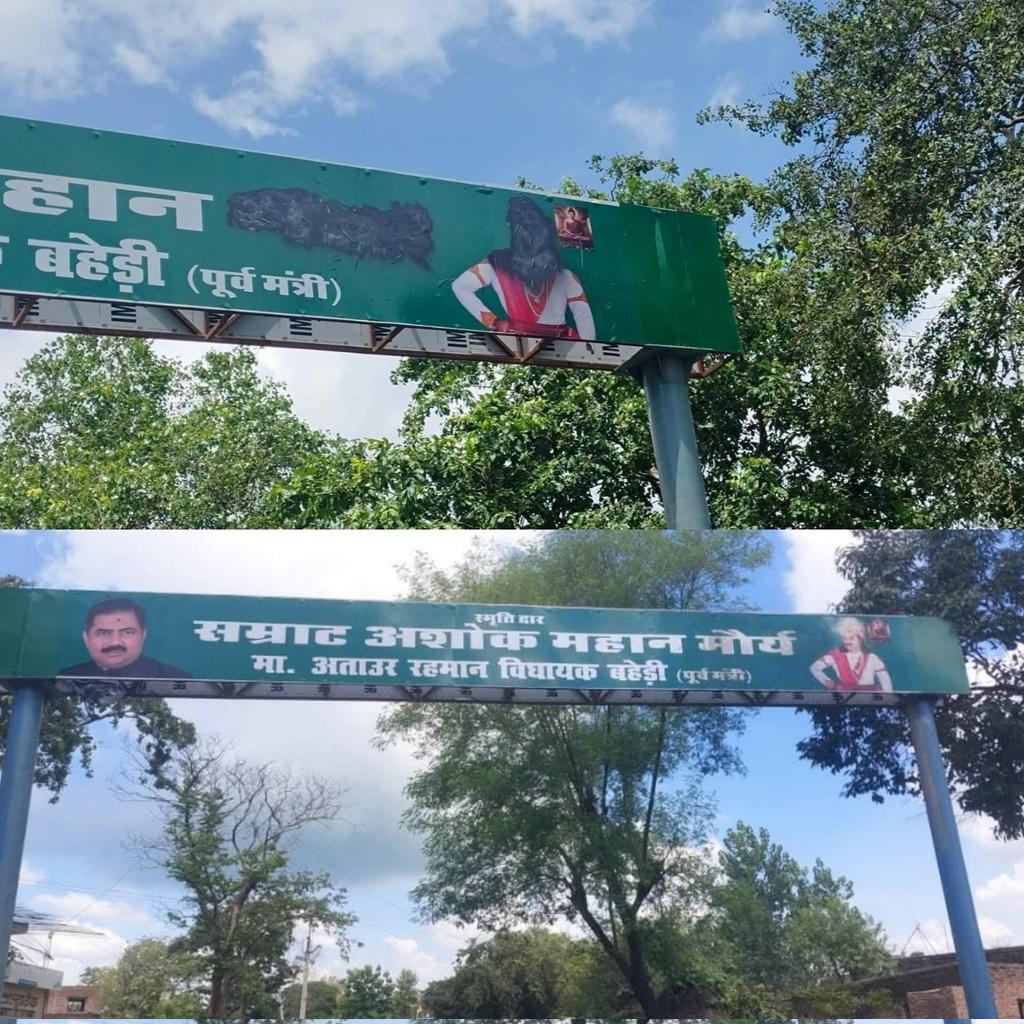 हान
बहेड़ी (पूर्व मंत्री)
स्मृति द्वार
सम्राट अशोक महान मौर्य
मा. अताउर रहमान विधायक बहेड़ी (पूर्व मंत्री)